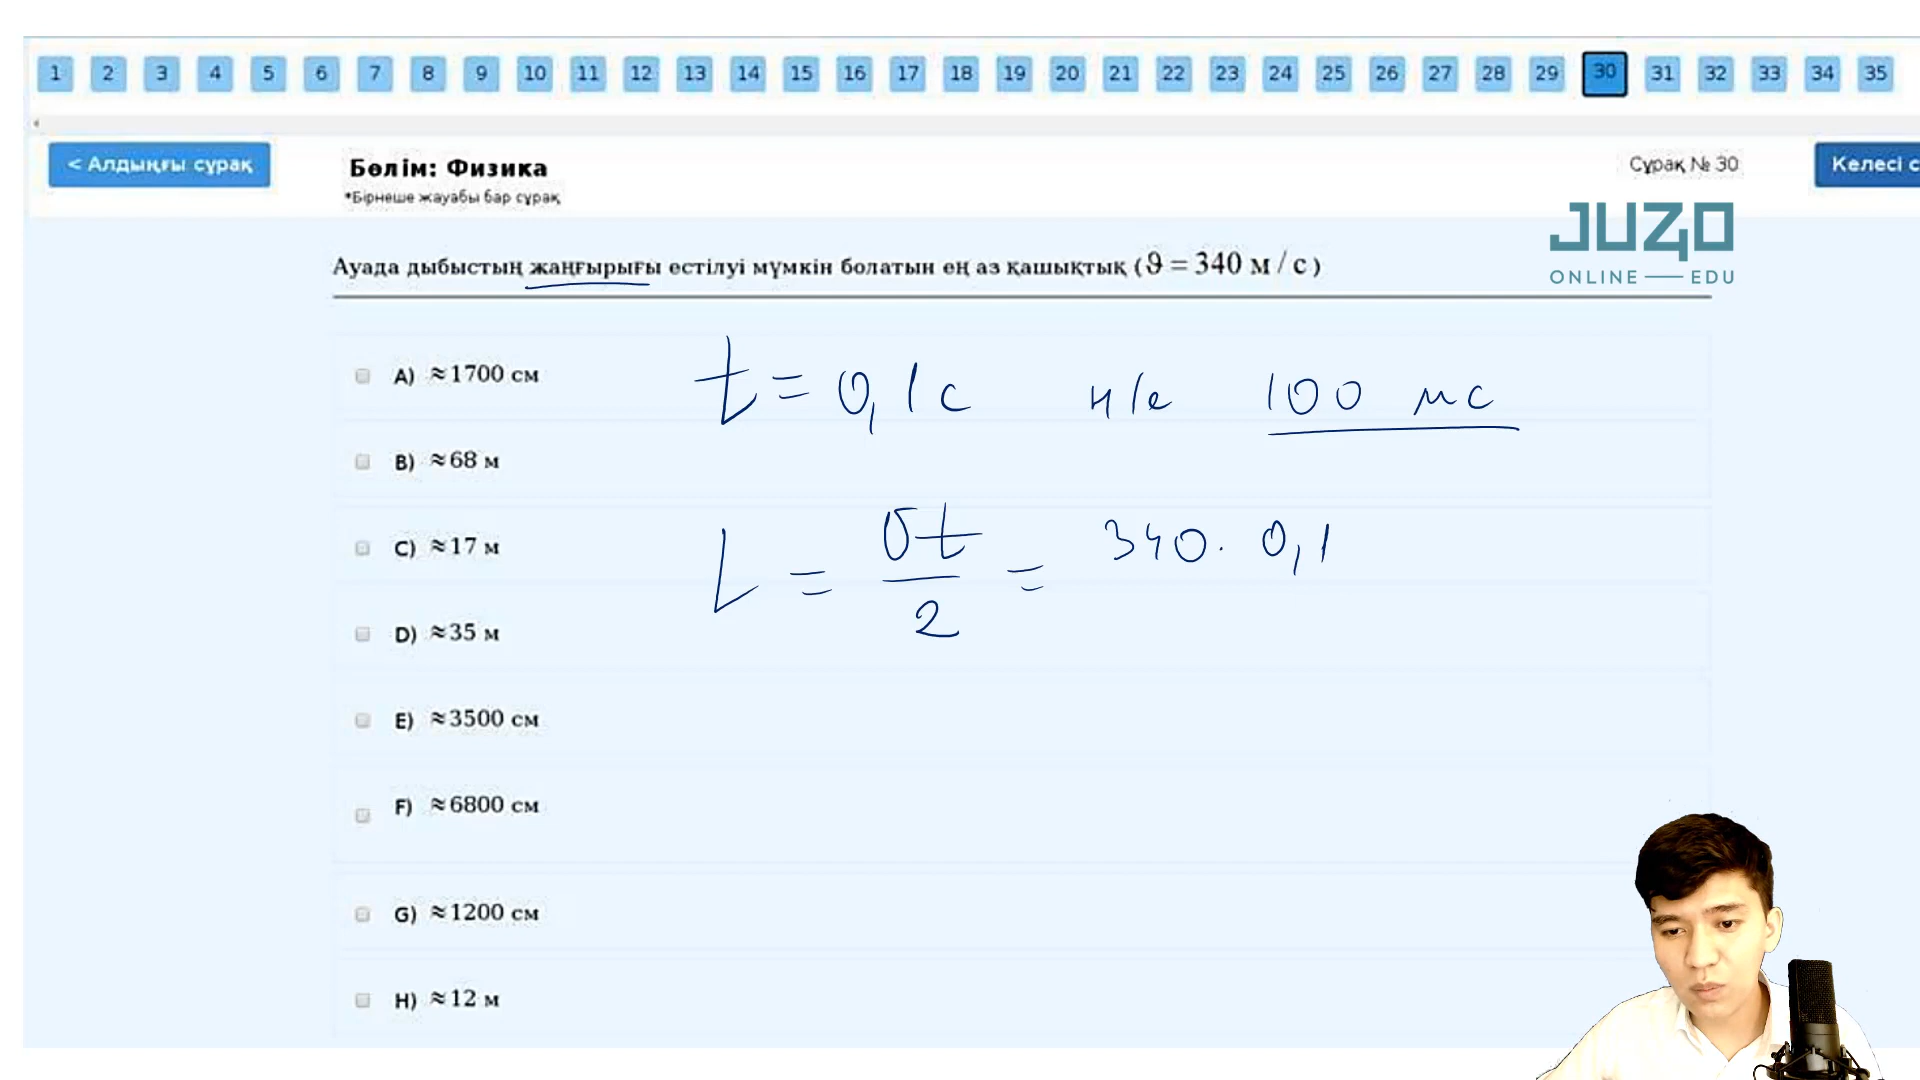 1 2 3 4 5 6 7 8 9 10 11 12 13 14 15 16 17 18 19 20 21 22 23 24 25 26 27 28 29 30 31 32 33 34 35
< Алдыңғы сұрақ
Бөлім: Физика
*Бірнеше жауабы бар сұрақ
Сұрақ № 30
Келесі с
JUZ40
ONLINE — EDU
Ауада дыбыстың жаңғырығы естілуі мүмкін болатын ең аз қашықтық (ϑ = 340 м / с)
A) ≈1700 см
t = 0,1 с н/е 100 мс
B) ≈68 м
C) ≈17 м
L = υt / 2 = 340 · 0,1
D) ≈35 м
E) ≈3500 см
F) ≈6800 см
G) ≈1200 см
H) ≈12 м